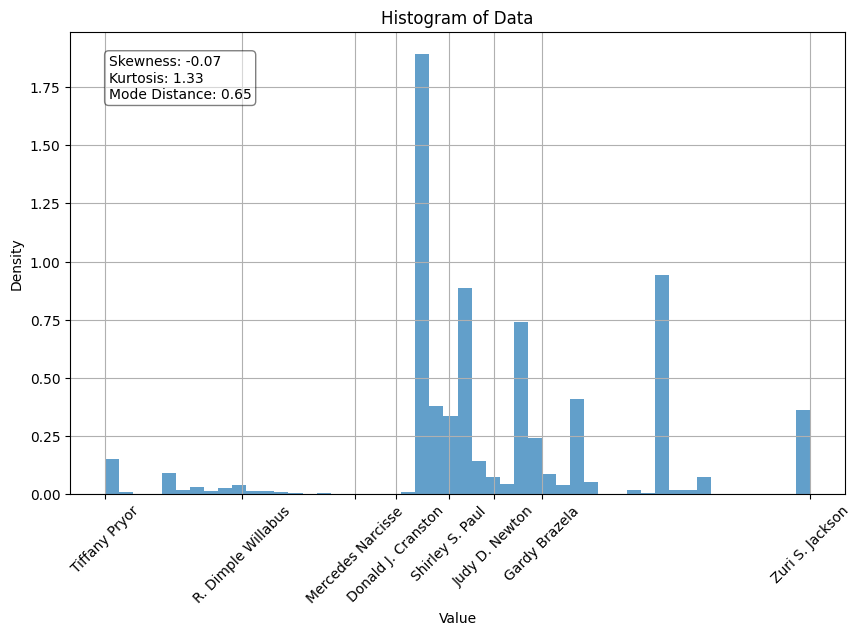 Histogram of Data
Skewness: -0.07
Kurtosis: 1.33
Mode Distance: 0.65
1.75
1.50
1.25
1.00
0.75
0.50
0.25
0.00
Density
Tiffany Pryor
R. Dimple Willabus
Mercedes Narcisse
Donald J. Cranston
Shirley S. Paul
Judy D. Newton
Gardy Brazela
Zuri S. Jackson
Value